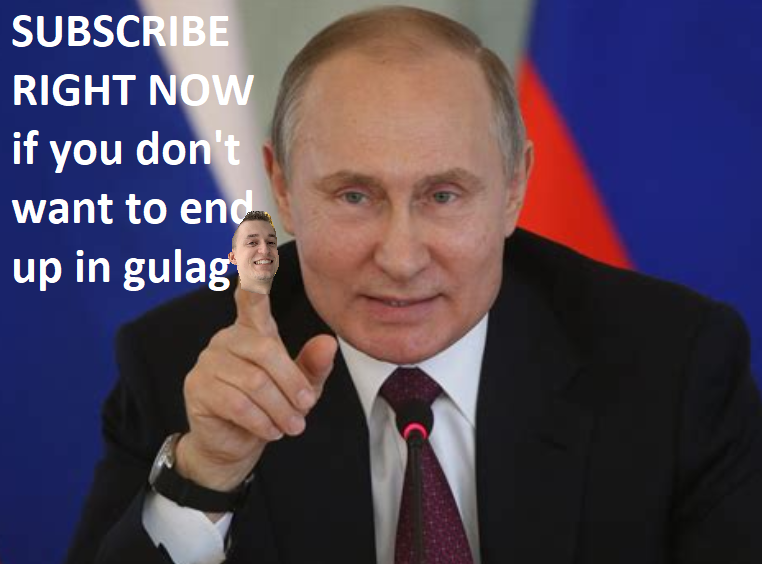 SUBSCRIBE
RIGHT NOW
if you don't
want to end
up in gulag